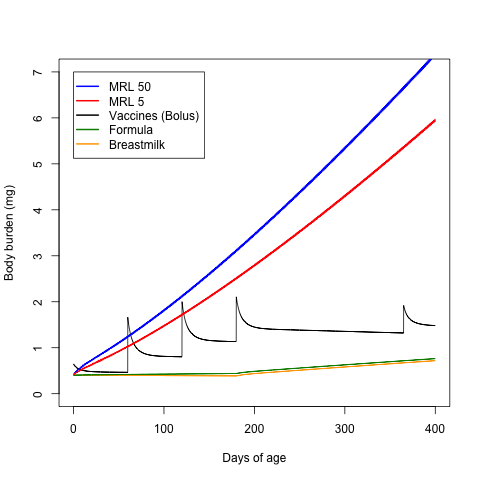 Body burden (mg)
7
6
5
4
3
2
1
0
MRL 50
MRL 5
Vaccines (Bolus)
Formula
Breastmilk
0 100 200 300 400
Days of age